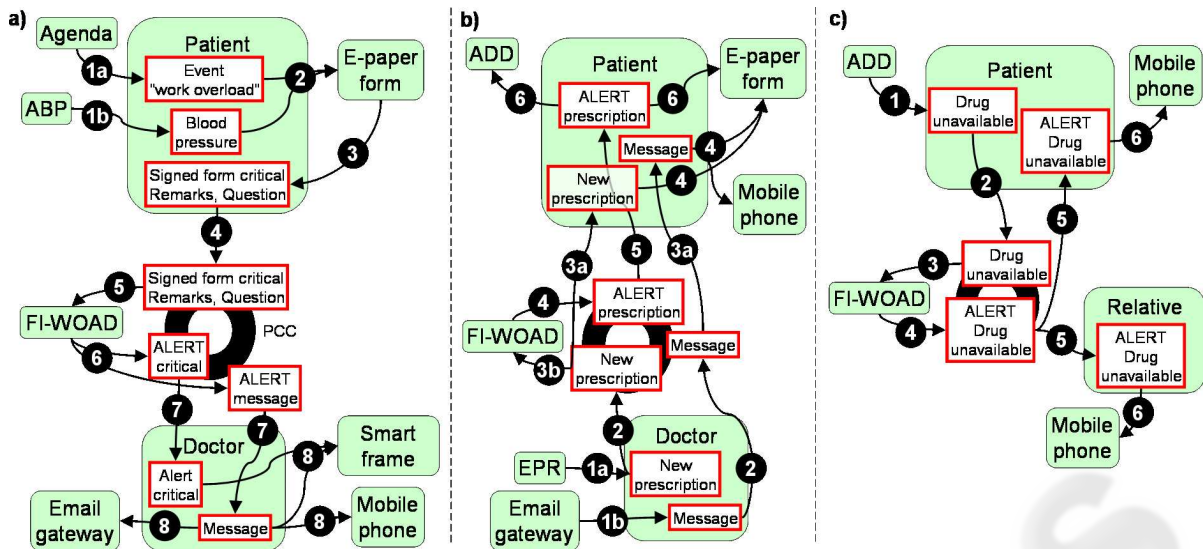 a)
Agenda
Patient
1a
Event
"work overload"
2
E-paper
form
ABP
1b
Blood
pressure
3
Signed form critical
Remarks, Question
4
Signed form critical
Remarks, Question
5
FI-WOAD
PCC
6
ALERT
critical
ALERT
message
7
7
Doctor
Alert
critical
8
Smart
frame
Email
gateway
8
Message
8
Mobile
phone
b)
ADD
Patient
E-paper
form
6
ALERT
prescription
6
Message
4
New
prescription
4
Mobile
phone
3a
5
3a
4
ALERT
prescription
FI-WOAD
Message
3b
New
prescription
2
Doctor
2
EPR
1a
New
prescription
Email
gateway
1b
Message
c)
ADD
Patient
Mobile
phone
1
Drug
unavailable
ALERT
Drug
unavailable
6
2
5
3
Drug
unavailable
FI-WOAD
4
ALERT
Drug
unavailable
5
Relative
ALERT
Drug
unavailable
6
Mobile
phone